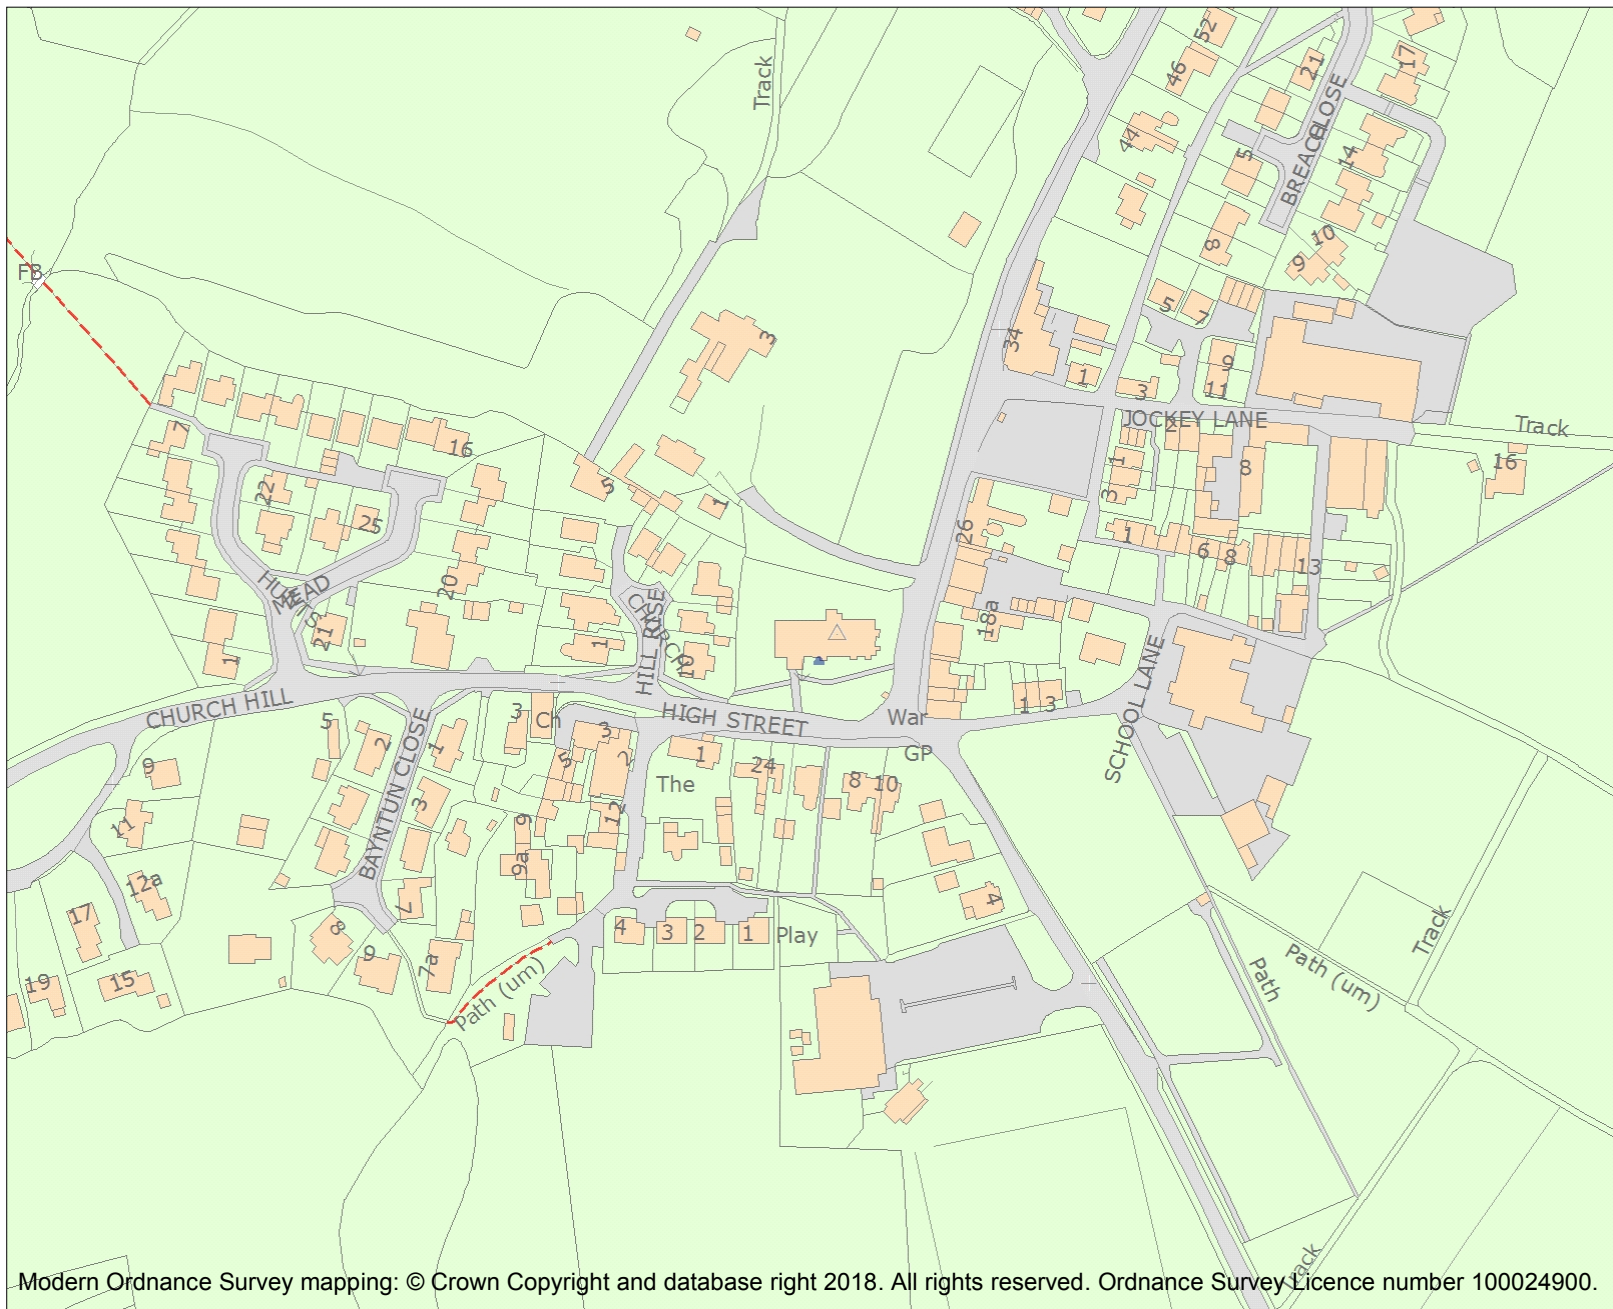 52
Track
46
21
17
44
BREACH
CLOSE
5
14
8
10
9
FB
5
7
3
34
1
9
3
11
JOCKEY LANE
2
Track
7
16
16
8
5
1
1
3
22
25
26
1
6
8
13
HUNTS
MEAD
20
21
18a
1
1
CHURCH
HILL RISE
10
SCHOOL LANE
1
3
CHURCH HILL
HIGH STREET
War
GP
5
2
BAYNTUN CLOSE
1
3
Ch
3
5
2
1
24
The
8
10
9
11
3
12
9
9a
12a
17
7
8
9
7a
4
3
2
1
Play
4
19
15
Path (um)
Path
Path (um)
Track
Track
Modern Ordnance Survey mapping: © Crown Copyright and database right 2018. All rights reserved. Ordnance Survey Licence number 100024900.